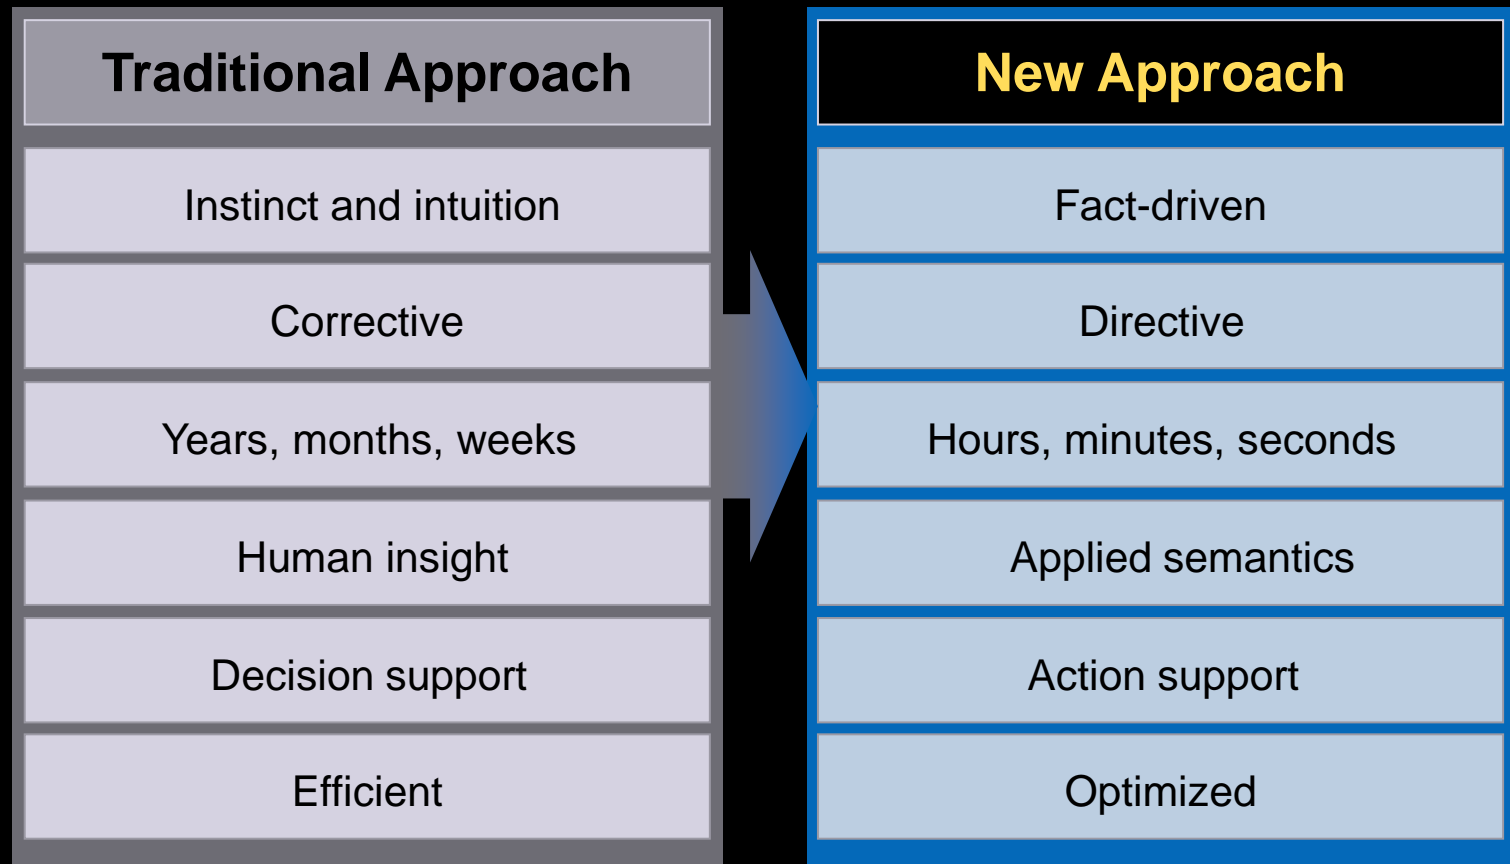 Traditional Approach
Instinct and intuition
Corrective
Years, months, weeks
Human insight
Decision support
Efficient
New Approach
Fact-driven
Directive
Hours, minutes, seconds
Applied semantics
Action support
Optimized